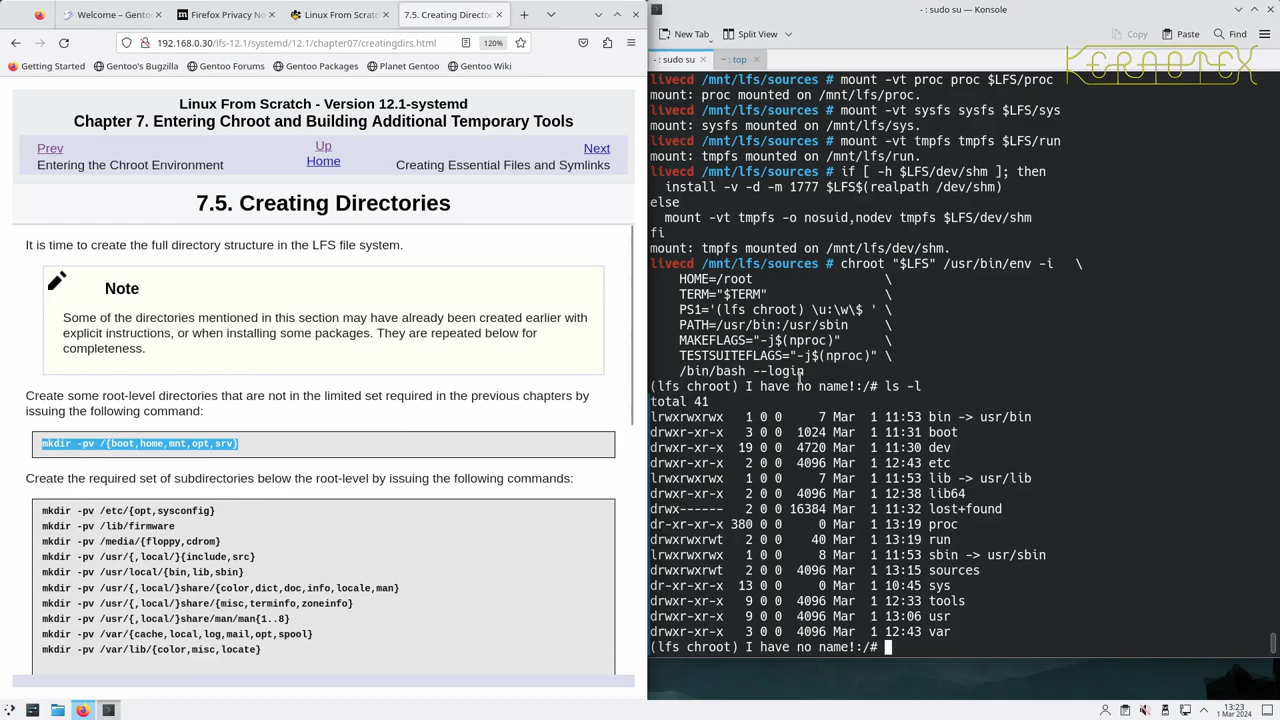 Welcome – Gento
Firefox Privacy No
Linux From Scratc
7.5. Creating Director
- : sudo su — Konsole
192.168.0.30/lfs-12.1/systemd/12.1/chapter07/creatingdirs.html
120%
New Tab
Split View
Copy
Paste
Find
Getting Started
Gentoo's Bugzilla
Gentoo Forums
Gentoo Packages
Planet Gentoo
Gentoo Wiki
- : sudo su
~ : top
KEROOTEX
Linux From Scratch - Version 12.1-systemd
Chapter 7. Entering Chroot and Building Additional Temporary Tools
Prev
Up
Next
Entering the Chroot Environment
Home
Creating Essential Files and Symlinks
7.5. Creating Directories
It is time to create the full directory structure in the LFS file system.
Note
Some of the directories mentioned in this section may have already been created earlier with
explicit instructions, or when installing some packages. They are repeated below for
completeness.
Create some root-level directories that are not in the limited set required in the previous chapters by
issuing the following command:
mkdir -pv /{boot,home,mnt,opt,srv}
Create the required set of subdirectories below the root-level by issuing the following commands:
mkdir -pv /etc/{opt,sysconfig}
mkdir -pv /lib/firmware
mkdir -pv /media/{floppy,cdrom}
mkdir -pv /usr/{,local/}{include,src}
mkdir -pv /usr/local/{bin,lib,sbin}
mkdir -pv /usr/{,local/}share/{color,dict,doc,info,locale,man}
mkdir -pv /usr/{,local/}share/{misc,terminfo,zoneinfo}
mkdir -pv /usr/{,local/}share/man/man{1..8}
mkdir -pv /var/{cache,local,log,mail,opt,spool}
mkdir -pv /var/lib/{color,misc,locate}
livecd /mnt/lfs/sources # mount -vt proc proc $LFS/proc
mount: proc mounted on /mnt/lfs/proc.
livecd /mnt/lfs/sources # mount -vt sysfs sysfs $LFS/sys
mount: sysfs mounted on /mnt/lfs/sys.
livecd /mnt/lfs/sources # mount -vt tmpfs tmpfs $LFS/run
mount: tmpfs mounted on /mnt/lfs/run.
livecd /mnt/lfs/sources # if [ -h $LFS/dev/shm ]; then
install -v -d -m 1777 $LFS$(realpath /dev/shm)
else
mount -vt tmpfs -o nosuid,nodev tmpfs $LFS/dev/shm
fi
mount: tmpfs mounted on /mnt/lfs/dev/shm.
livecd /mnt/lfs/sources # chroot "$LFS" /usr/bin/env -i \
HOME=/root \
TERM="$TERM" \
PS1='(lfs chroot) \u:\w\$ ' \
PATH=/usr/bin:/usr/sbin \
MAKEFLAGS="-j$(nproc)" \
TESTSUITEFLAGS="-j$(nproc)" \
/bin/bash --login
(lfs chroot) I have no name!:/# ls -l
total 41
lrwxrwxrwx 1 0 0 7 Mar 1 11:53 bin -> usr/bin
drwxr-xr-x 3 0 0 1024 Mar 1 11:31 boot
drwxr-xr-x 19 0 0 4720 Mar 1 11:30 dev
drwxr-xr-x 2 0 0 4096 Mar 1 12:43 etc
lrwxrwxrwx 1 0 0 7 Mar 1 11:53 lib -> usr/lib
drwxr-xr-x 2 0 0 4096 Mar 1 12:38 lib64
drwx------ 2 0 0 16384 Mar 1 11:32 lost+found
dr-xr-xr-x 380 0 0 0 Mar 1 13:19 proc
drwxrwxrwt 2 0 0 40 Mar 1 13:19 run
lrwxrwxrwx 1 0 0 8 Mar 1 11:53 sbin -> usr/sbin
drwxrwxrwt 2 0 0 4096 Mar 1 13:15 sources
dr-xr-xr-x 13 0 0 0 Mar 1 10:45 sys
drwxr-xr-x 9 0 0 4096 Mar 1 12:33 tools
drwxr-xr-x 9 0 0 4096 Mar 1 13:06 usr
drwxr-xr-x 3 0 0 4096 Mar 1 12:43 var
(lfs chroot) I have no name!:/#
13:23
1 Mar 2024